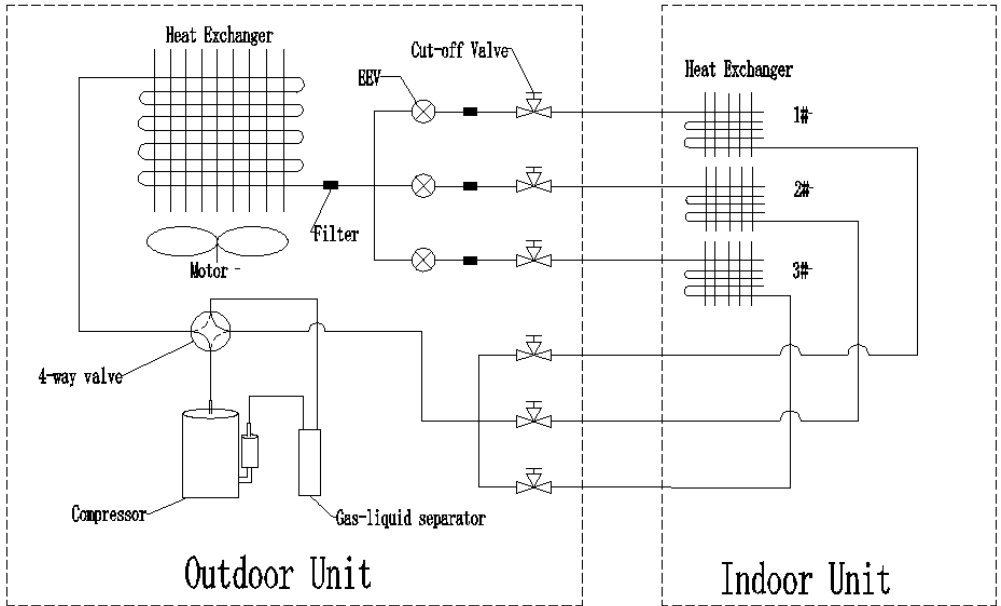 Heat Exchanger
Cut-off Valve
EEV
Heat Exchanger
1#
2#
Filter
Motor
3#
4-way valve
Compressor
Gas-liquid separator
Outdoor Unit
Indoor Unit